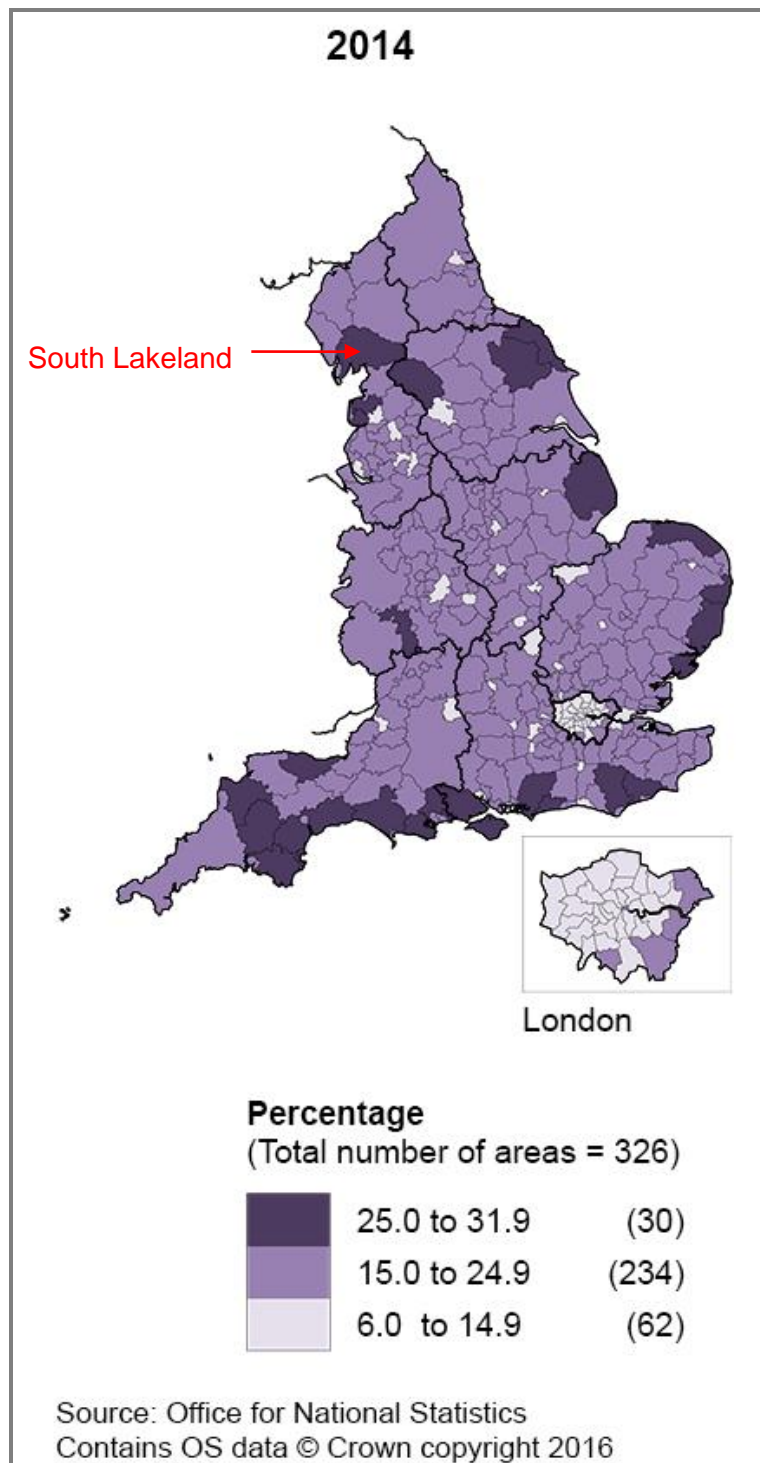 2014
South Lakeland
London
Percentage
(Total number of areas = 326)
25.0 to 31.9 (30)
15.0 to 24.9 (234)
6.0 to 14.9 (62)
Source: Office for National Statistics
Contains OS data © Crown copyright 2016